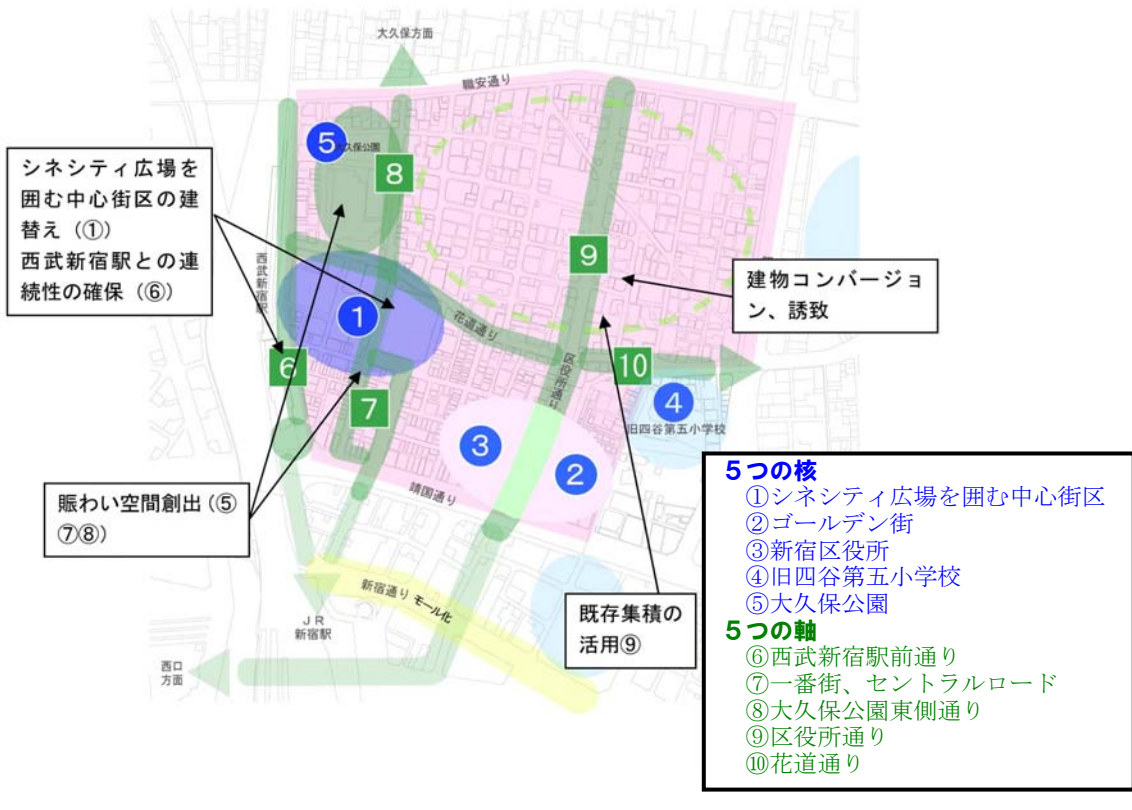 大久保方面
職安通り
5
大久保公園
8
シネシティ広場を
囲む中心街区の建
替え（①）
西武新宿駅との連
続性の確保（⑥）
西武新宿駅
9
建物コンバージョ
ン、誘致
1
花道通り
区役所通り
6
10
7
4
旧四谷第五小学校
3
2
靖国通り
賑わい空間創出（⑤
⑦⑧）
新宿通り モール化
既存集積の
活用⑨
ＪＲ
新宿駅
西口
方面
５つの核
①シネシティ広場を囲む中心街区
②ゴールデン街
③新宿区役所
④旧四谷第五小学校
⑤大久保公園
５つの軸
⑥西武新宿駅前通り
⑦一番街、セントラルロード
⑧大久保公園東側通り
⑨区役所通り
⑩花道通り